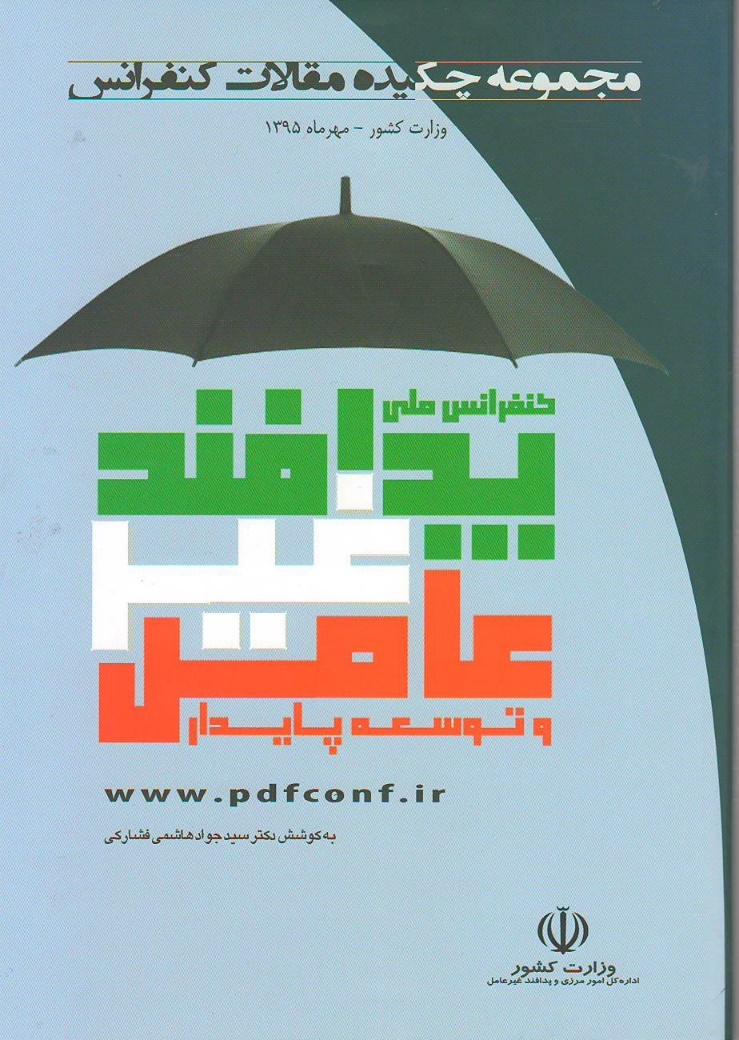 مجموعه چکیده مقالات کنفرانس
وزارت کشور - مهرماه ۱۳۹۵
کنفرانس ملی
پدافند
غیر
عامل
و توسعه پایدار
www.pdfconf.ir
به کوشش دکتر سید جواد هاشمی فشارکی
وزارت کشور
اداره کل امور مرزی و پدافند غیرعامل